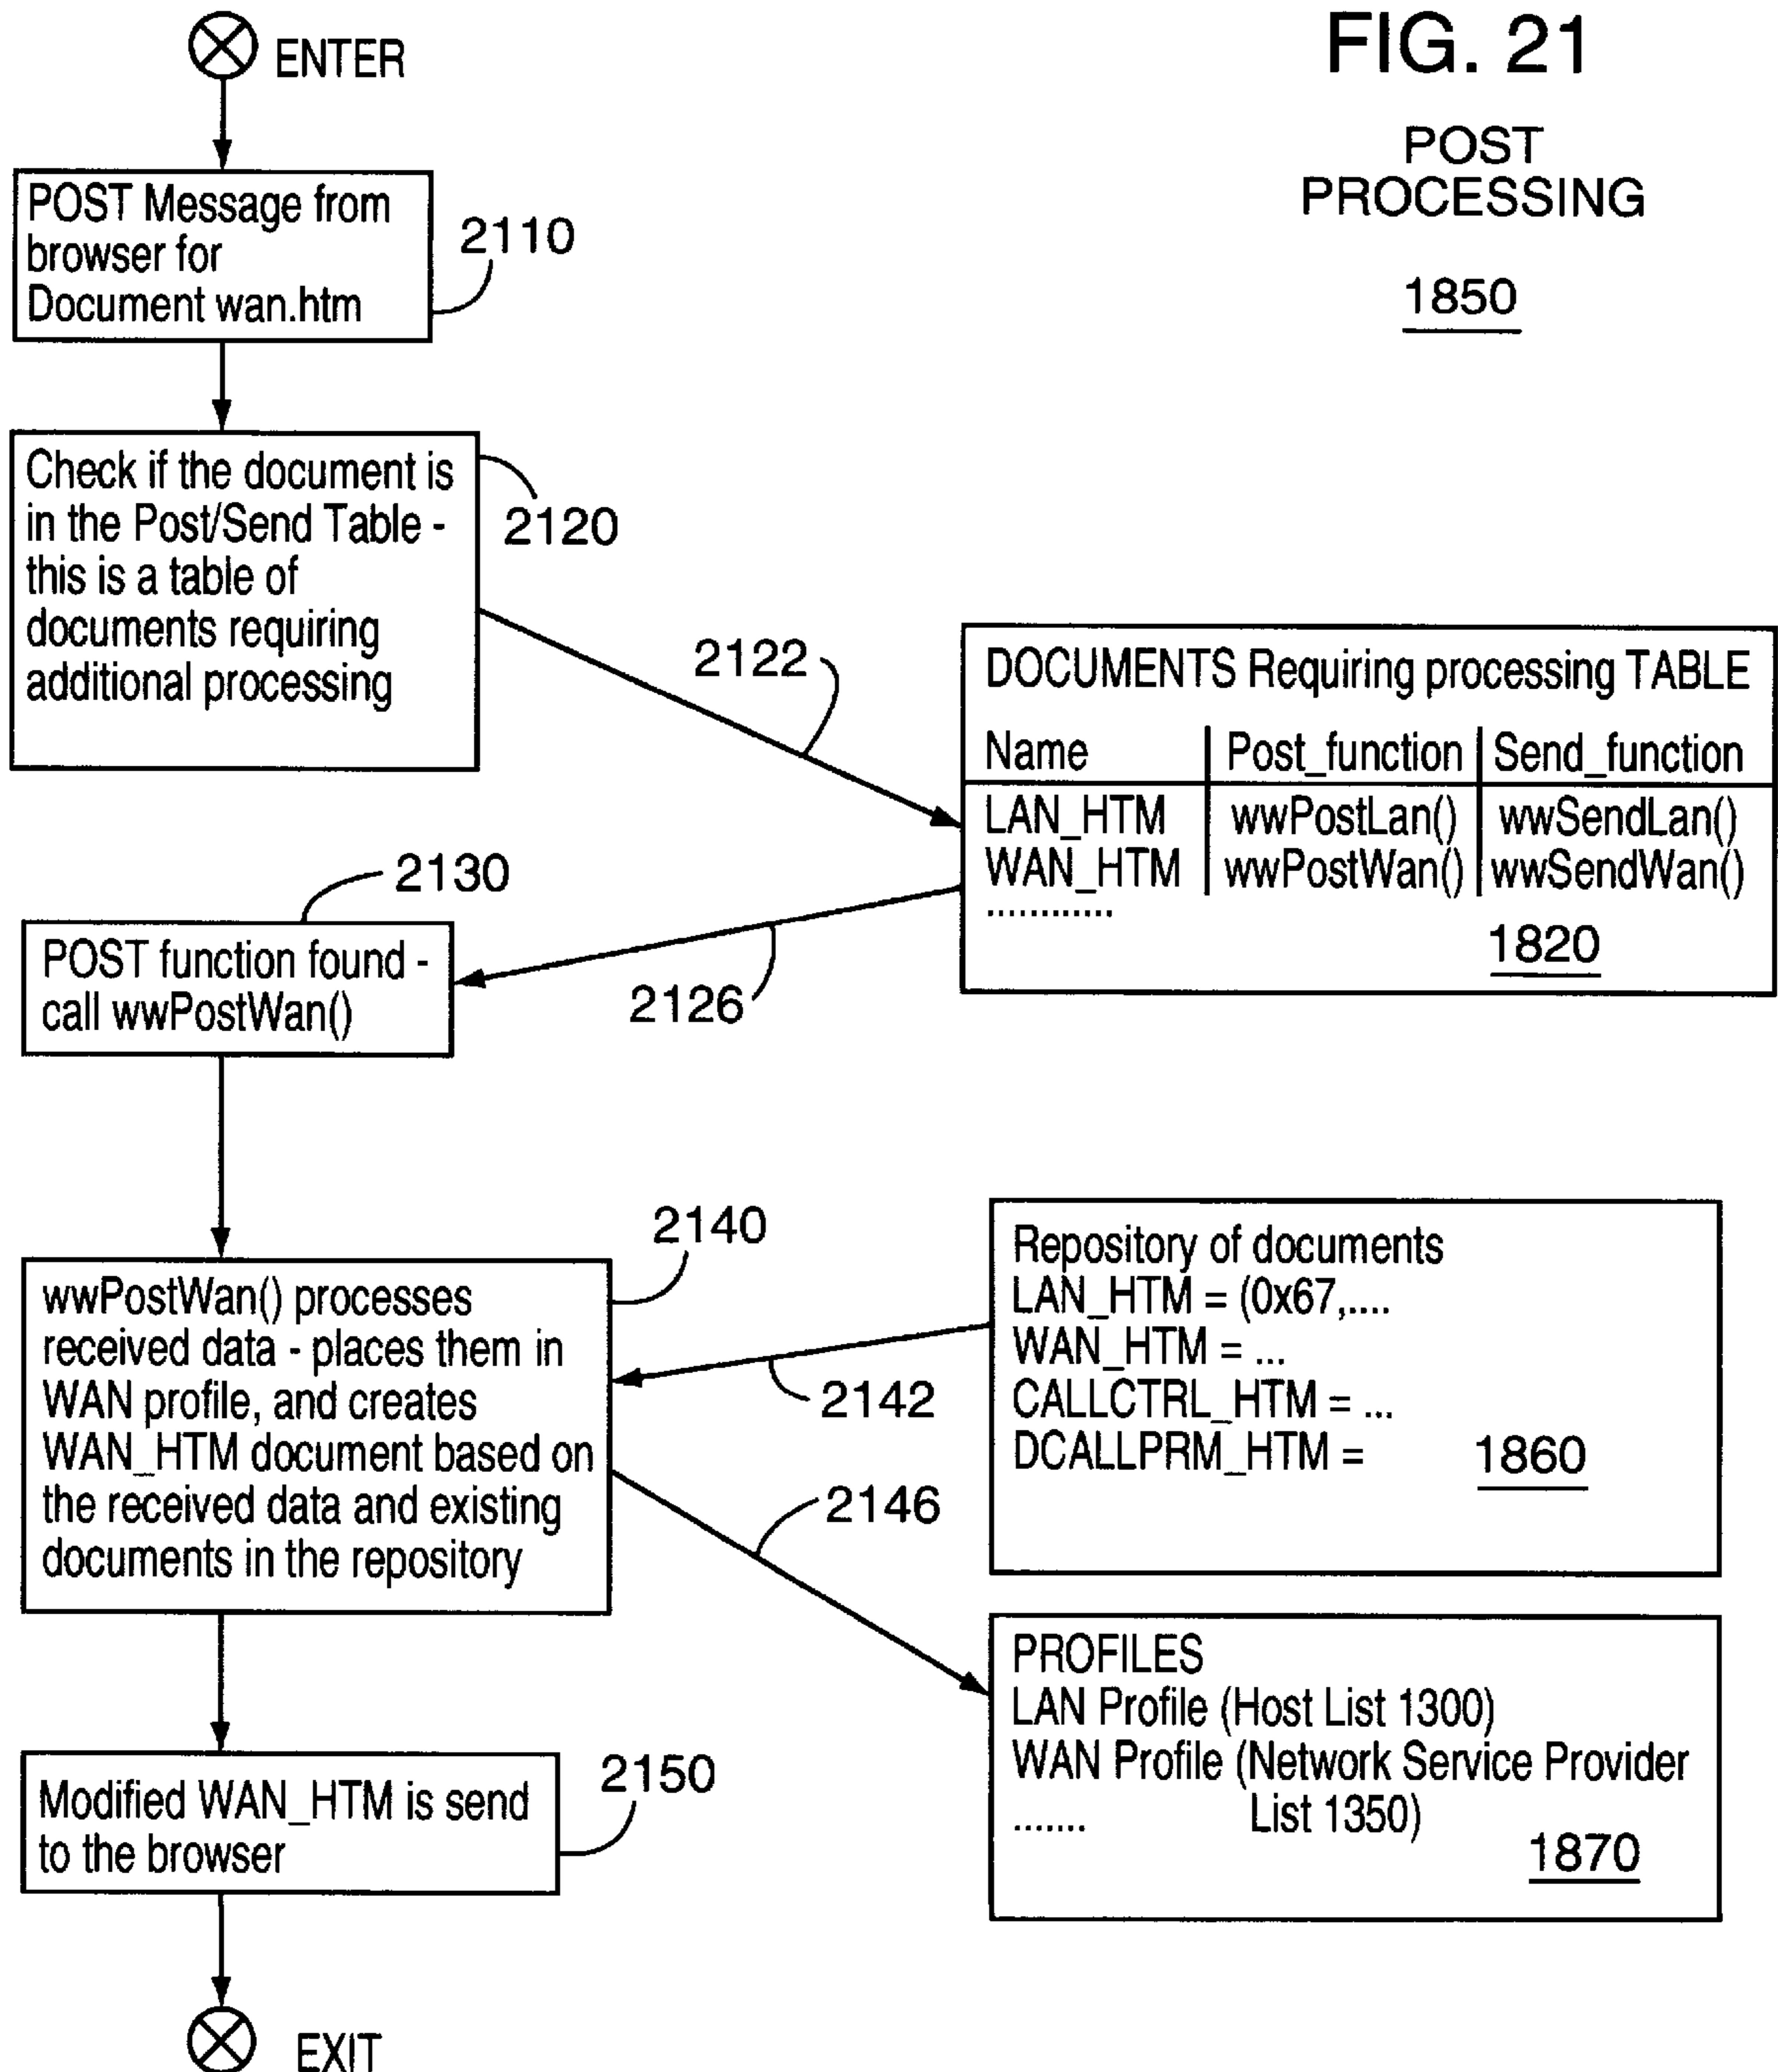 FIG. 21
POST
PROCESSING
1850
ENTER
POST Message from
browser for
Document wan.htm
2110
Check if the document is
in the Post/Send Table -
this is a table of
documents requiring
additional processing
2120
2122
DOCUMENTS Requiring processing TABLE
Name Post_function Send_function
LAN_HTM wwPostLan() wwSendLan()
WAN_HTM wwPostWan() wwSendWan()
............
1820
2126
2130
POST function found -
call wwPostWan()
2140
wwPostWan() processes
received data - places them in
WAN profile, and creates
WAN_HTM document based on
the received data and existing
documents in the repository
2142
Repository of documents
LAN_HTM = (0x67,....
WAN_HTM = ...
CALLCTRL_HTM = ...
DCALLPRM_HTM =
1860
2146
PROFILES
LAN Profile (Host List 1300)
WAN Profile (Network Service Provider
....... List 1350)
1870
Modified WAN_HTM is send
to the browser
2150
EXIT